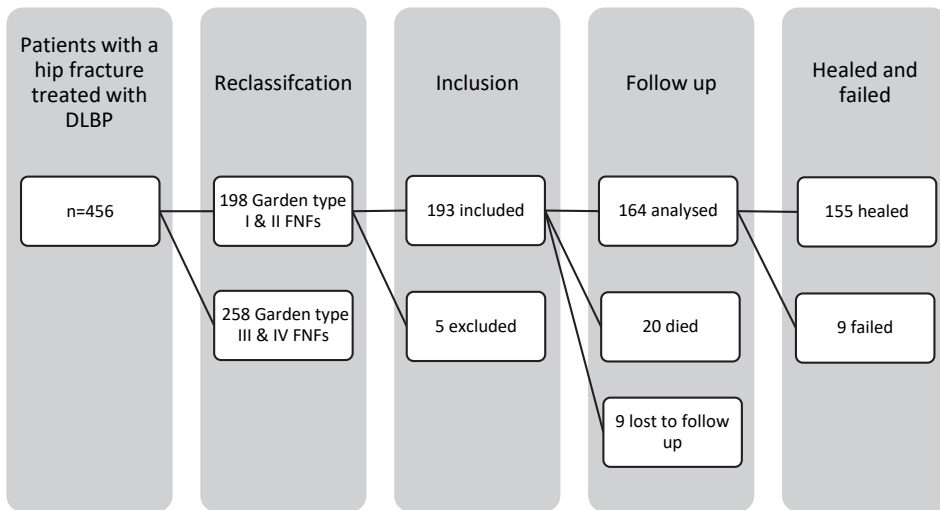 Patients with a
hip fracture
treated with
DLBP
n=456
Reclassifcation
198 Garden type
I & II FNFs
258 Garden type
III & IV FNFs
Inclusion
193 included
5 excluded
Follow up
164 analysed
20 died
9 lost to follow
up
Healed and
failed
155 healed
9 failed